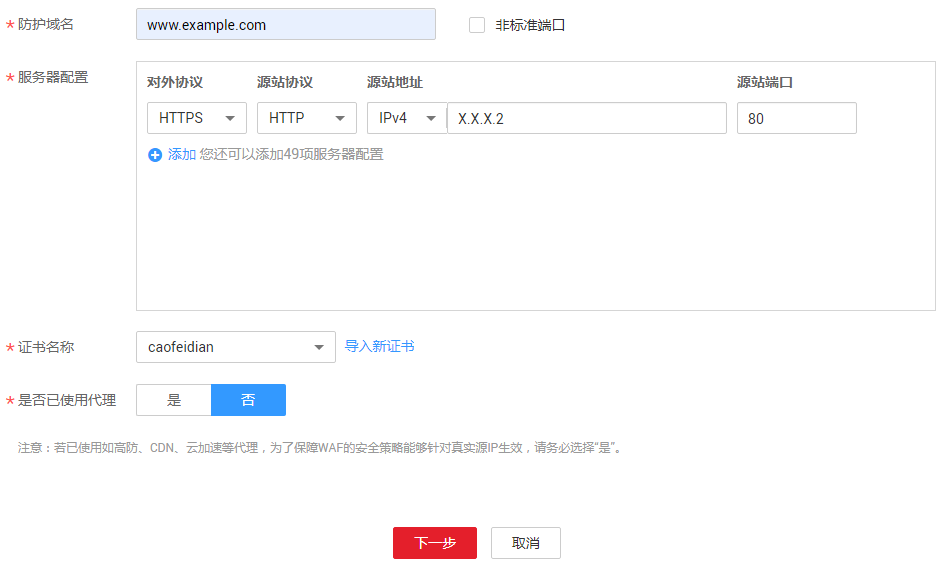 * 防护域名 www.example.com 非标准端口
* 服务器配置
对外协议 源站协议 源站地址 源站端口
HTTPS HTTP IPv4 X.X.X.2 80
添加 您还可以添加49项服务器配置
* 证书名称 caofeidian 导入新证书
* 是否已使用代理 是 否
注意：若已使用如高防、CDN、云加速等代理，为了保障WAF的安全策略能够针对真实源IP生效，请务必选择“是”。
下一步 取消